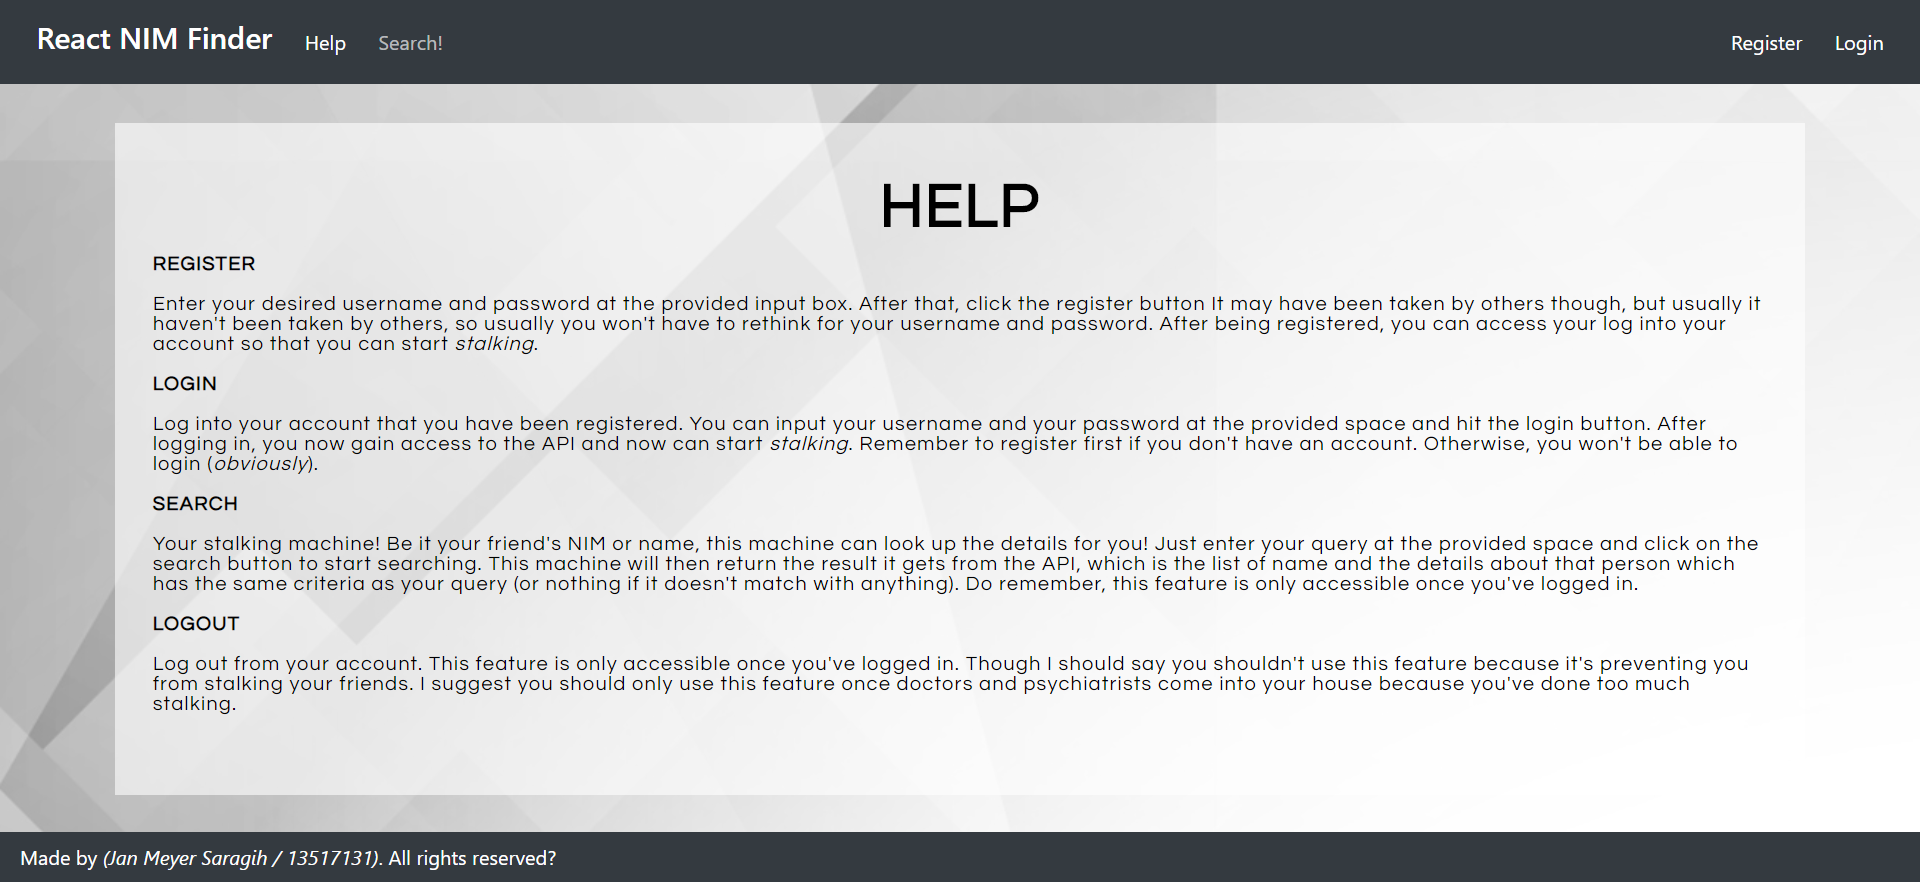 React NIM Finder Help Search! Register Login
HELP
REGISTER
Enter your desired username and password at the provided input box. After that, click the register button It may have been taken by others though, but usually it
haven't been taken by others, so usually you won't have to rethink for your username and password. After being registered, you can access your log into your
account so that you can start stalking.
LOGIN
Log into your account that you have been registered. You can input your username and your password at the provided space and hit the login button. After
logging in, you now gain access to the API and now can start stalking. Remember to register first if you don't have an account. Otherwise, you won't be able to
login (obviously).
SEARCH
Your stalking machine! Be it your friend's NIM or name, this machine can look up the details for you! Just enter your query at the provided space and click on the
search button to start searching. This machine will then return the result it gets from the API, which is the list of name and the details about that person which
has the same criteria as your query (or nothing if it doesn't match with anything). Do remember, this feature is only accessible once you've logged in.
LOGOUT
Log out from your account. This feature is only accessible once you've logged in. Though I should say you shouldn't use this feature because it's preventing you
from stalking your friends. I suggest you should only use this feature once doctors and psychiatrists come into your house because you've done too much
stalking.
Made by (Jan Meyer Saragih / 13517131). All rights reserved?